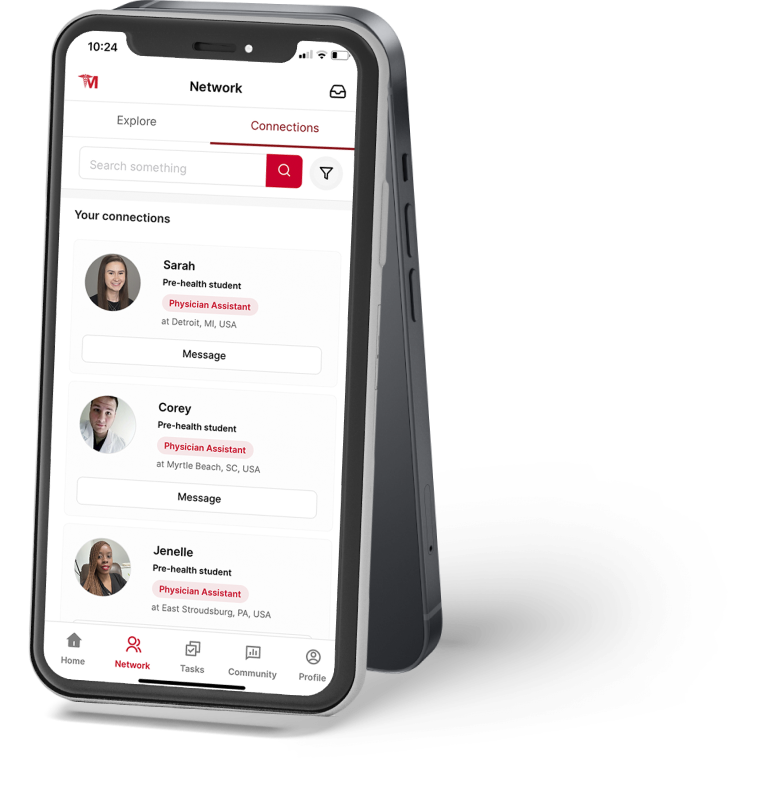 10:24
M
Network
Explore
Connections
Search something
Your connections
Sarah
Pre-health student
Physician Assistant
at Detroit, MI, USA
Message
Corey
Pre-health student
Physician Assistant
at Myrtle Beach, SC, USA
Message
Jenelle
Pre-health student
Physician Assistant
at East Stroudsburg, PA, USA
Home
Network
Tasks
Community
Profile